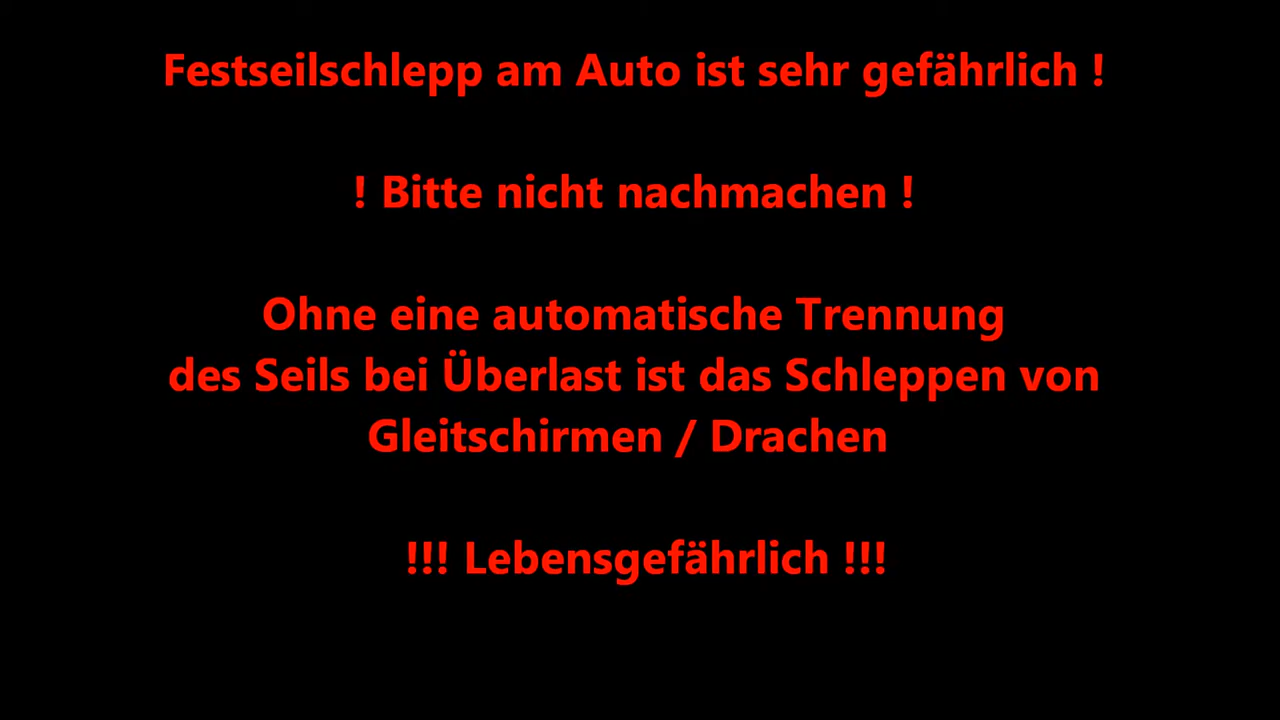 Festseilschlepp am Auto ist sehr gefährlich !
! Bitte nicht nachmachen !
Ohne eine automatische Trennung
des Seils bei Überlast ist das Schleppen von
Gleitschirmen / Drachen
!!! Lebensgefährlich !!!